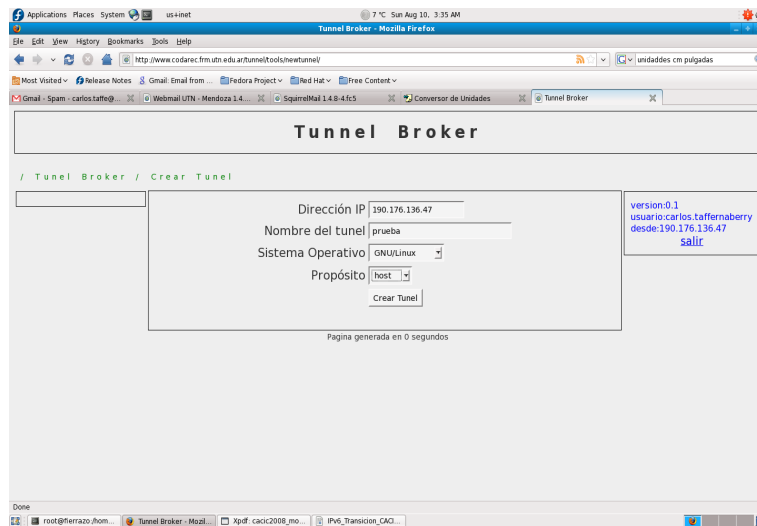 Applications Places System us+inet 7 °C Sun Aug 10, 3:35 AM
Tunnel Broker - Mozilla Firefox
File Edit View History Bookmarks Tools Help
http://www.codarec.frm.utn.edu.ar/tunnel/tools/newtunnel/ unidaddes cm pulgadas
Most Visited Release Notes Gmail: Email from ... Fedora Project Red Hat Free Content
Gmail - Spam - carlos.taffe@... Webmail UTN - Mendoza 1.4.... SquirrelMail 1.4.8-4.fc5 Conversor de Unidades Tunnel Broker
Tunnel Broker
/ Tunel Broker / Crear Tunel
Dirección IP 190.176.136.47
Nombre del tunel prueba
Sistema Operativo GNU/Linux
Propósito host
Crear Tunel
version:0.1
usuario:carlos.taffernaberry
desde:190.176.136.47
salir
Pagina generada en 0 segundos
Done
root@fierrazo:/hom... Tunnel Broker - Mozil... Xpdf: cacic2008_mo... IPv6_Transicion_CACI...